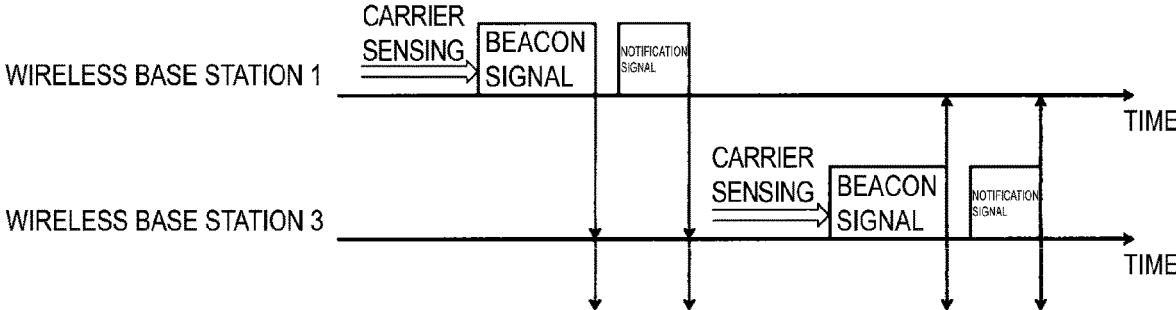 CARRIER
SENSING
BEACON
SIGNAL
NOTIFICATION
SIGNAL
WIRELESS BASE STATION 1
TIME
CARRIER
SENSING
BEACON
SIGNAL
NOTIFICATION
SIGNAL
WIRELESS BASE STATION 3
TIME